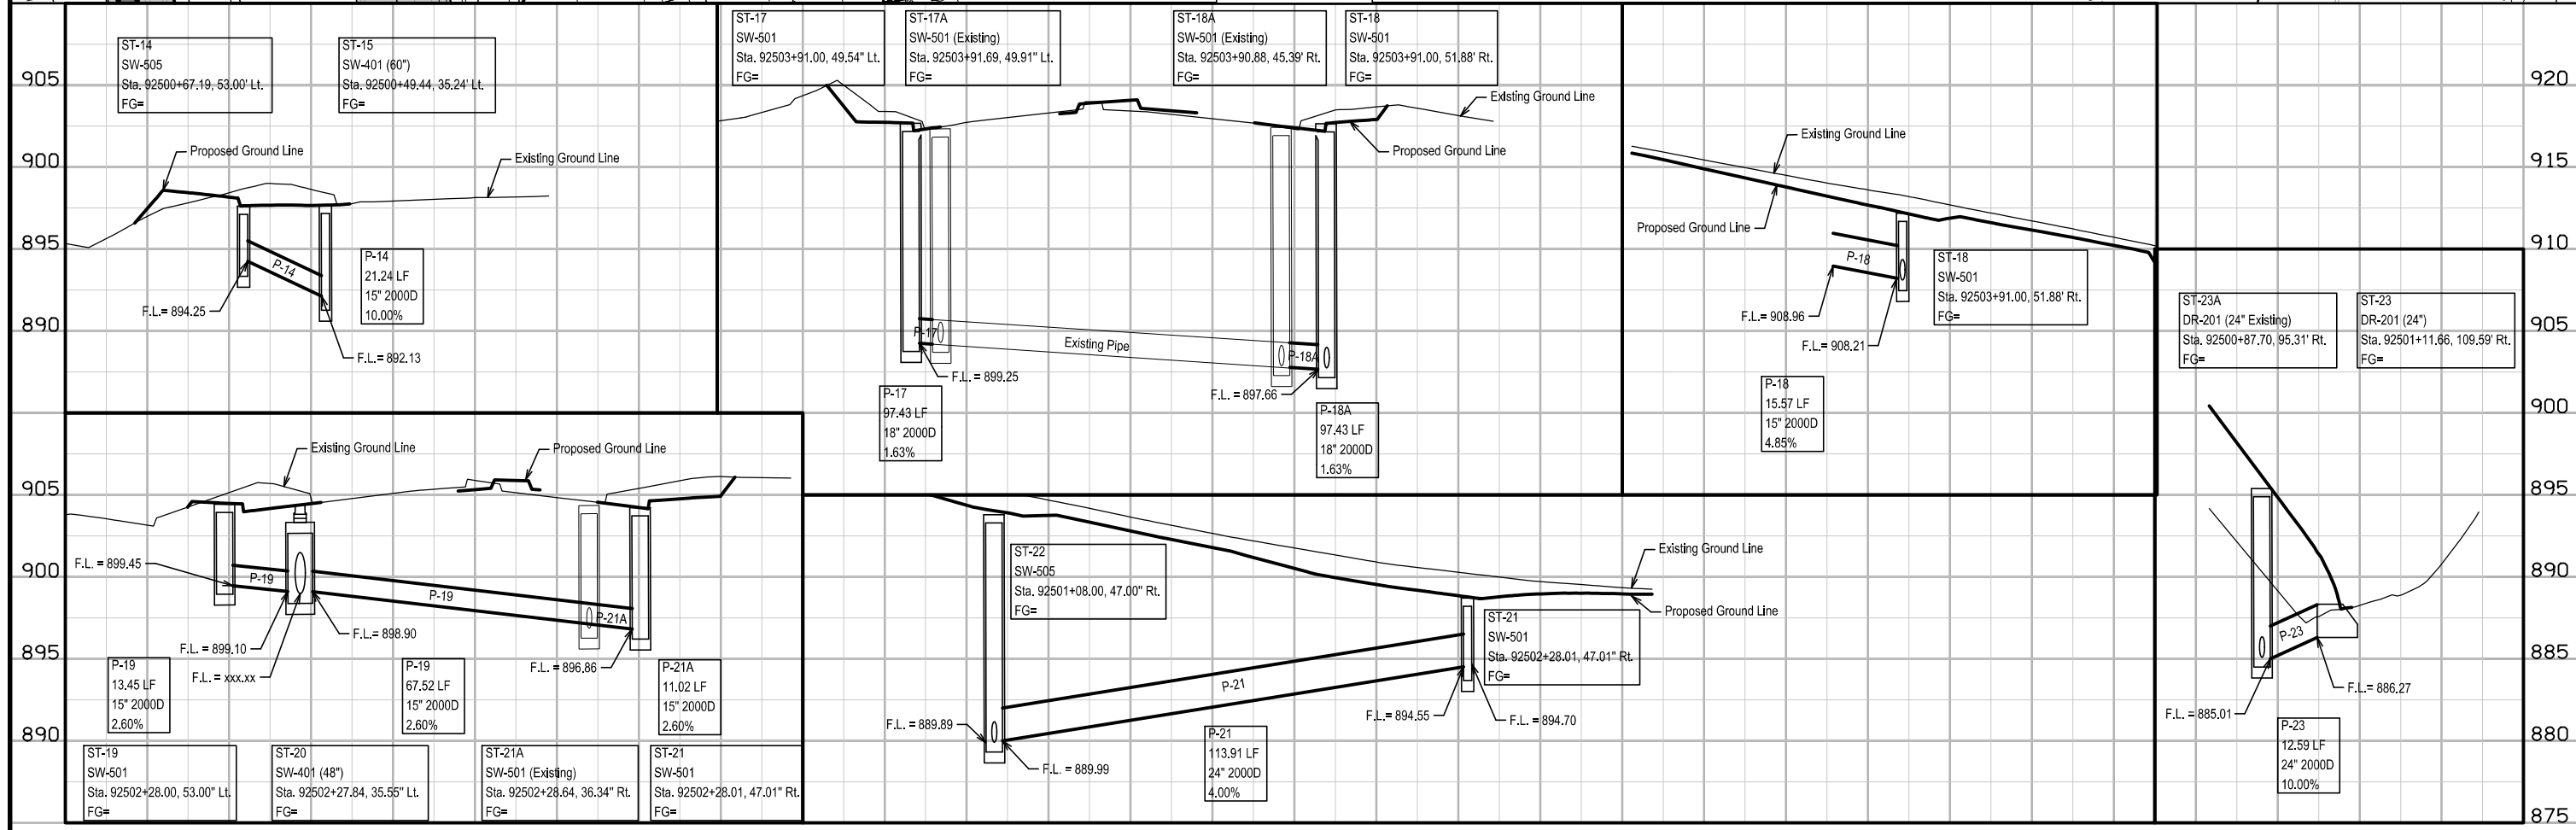 905
900
895
890
905
900
895
890
ST-14
SW-505
Sta. 92500+67.19, 53.00' Lt.
FG=
ST-15
SW-401 (60")
Sta. 92500+49.44, 35.24' Lt.
FG=
Proposed Ground Line
Existing Ground Line
P-14
F.L.= 894.25
F.L.= 892.13
P-14
21.24 LF
15" 2000D
10.00%
ST-17
SW-501
Sta. 92503+91.00, 49.54" Lt.
FG=
ST-17A
SW-501 (Existing)
Sta. 92503+91.69, 49.91" Lt.
FG=
ST-18A
SW-501 (Existing)
Sta. 92503+90.88, 45.39' Rt.
FG=
ST-18
SW-501
Sta. 92503+91.00, 51.88' Rt.
FG=
Existing Ground Line
Proposed Ground Line
P-17
Existing Pipe
P-18A
F.L. = 899.25
F.L. = 897.66
P-17
97.43 LF
18" 2000D
1.63%
P-18A
97.43 LF
18" 2000D
1.63%
Existing Ground Line
Proposed Ground Line
P-18
F.L.= 908.96
F.L.= 908.21
ST-18
SW-501
Sta. 92503+91.00, 51.88' Rt.
FG=
P-18
15.57 LF
15" 2000D
4.85%
ST-23A
DR-201 (24" Existing)
Sta. 92500+87.70, 95.31' Rt.
FG=
ST-23
DR-201 (24")
Sta. 92501+11.66, 109.59' Rt.
FG=
P-23
F.L.= 886.27
F.L.= 885.01
P-23
12.59 LF
24" 2000D
10.00%
Existing Ground Line
Proposed Ground Line
F.L. = 899.45
P-19
P-19
P-21A
F.L. = 898.90
F.L. = 899.10
F.L. = xxx.xx
F.L. = 896.86
P-19
13.45 LF
15" 2000D
2.60%
P-19
67.52 LF
15" 2000D
2.60%
P-21A
11.02 LF
15" 2000D
2.60%
ST-19
SW-501
Sta. 92502+28.00, 53.00" Lt.
FG=
ST-20
SW-401 (48")
Sta. 92502+27.84, 35.55" Lt.
FG=
ST-21A
SW-501 (Existing)
Sta. 92502+28.64, 36.34" Rt.
FG=
ST-21
SW-501
Sta. 92502+28.01, 47.01" Rt.
FG=
ST-22
SW-505
Sta. 92501+08.00, 47.00" Rt.
FG=
Existing Ground Line
Proposed Ground Line
ST-21
SW-501
Sta. 92502+28.01, 47.01" Rt.
FG=
P-21
F.L. = 889.89
F.L. = 889.99
F.L. = 894.55
F.L. = 894.70
P-21
113.91 LF
24" 2000D
4.00%
920
915
910
905
900
895
890
885
880
875